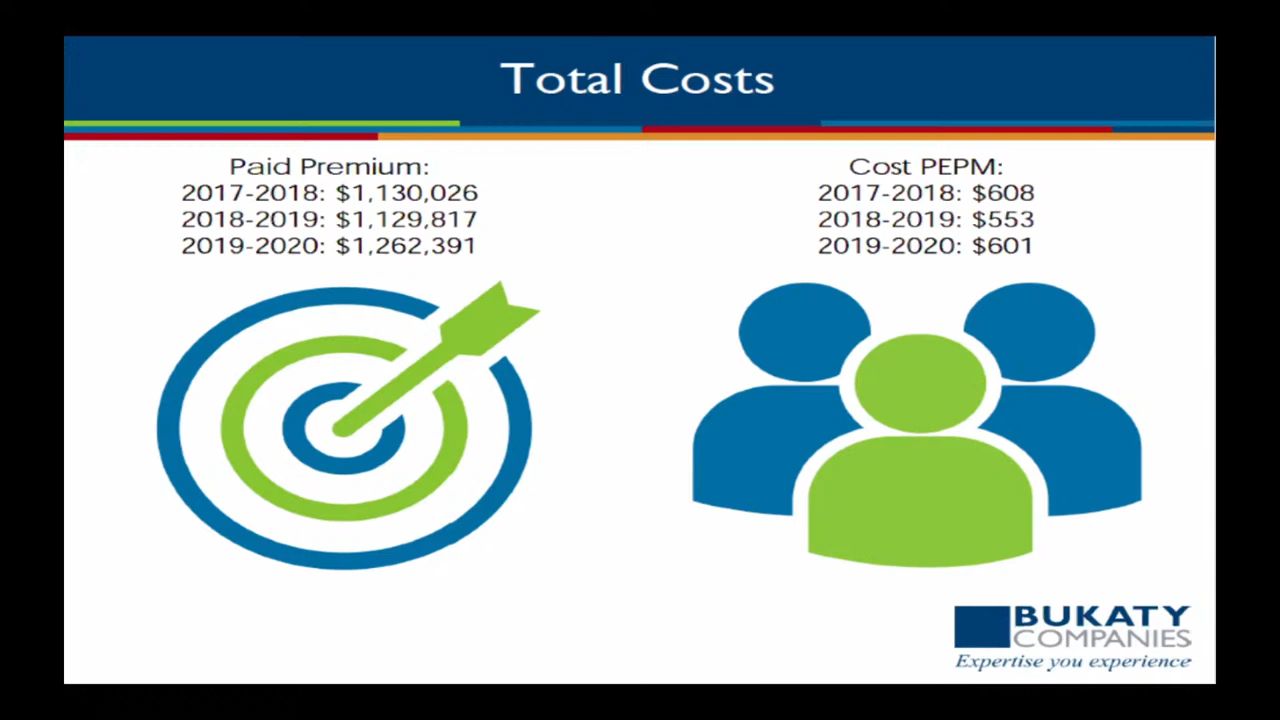 Total Costs
Paid Premium:
2017-2018: $1,130,026
2018-2019: $1,129,817
2019-2020: $1,262,391
Cost PEPM:
2017-2018: $608
2018-2019: $553
2019-2020: $601
BUKATY
COMPANIES
Expertise you experience